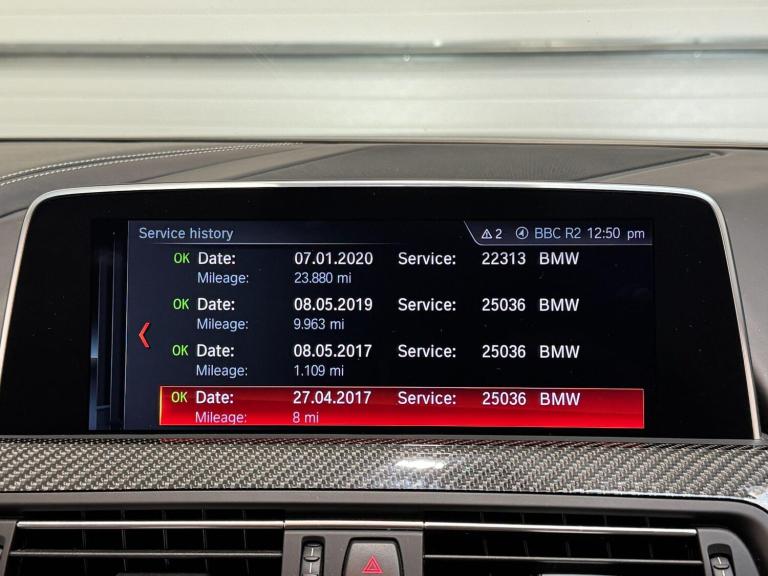 Service history 2 4 BBC R2 12:50 pm
OK Date: 07.01.2020 Service: 22313 BMW
Mileage: 23.880 mi
OK Date: 08.05.2019 Service: 25036 BMW
Mileage: 9.963 mi
OK Date: 08.05.2017 Service: 25036 BMW
Mileage: 1.109 mi
OK Date: 27.04.2017 Service: 25036 BMW
Mileage: 8 mi